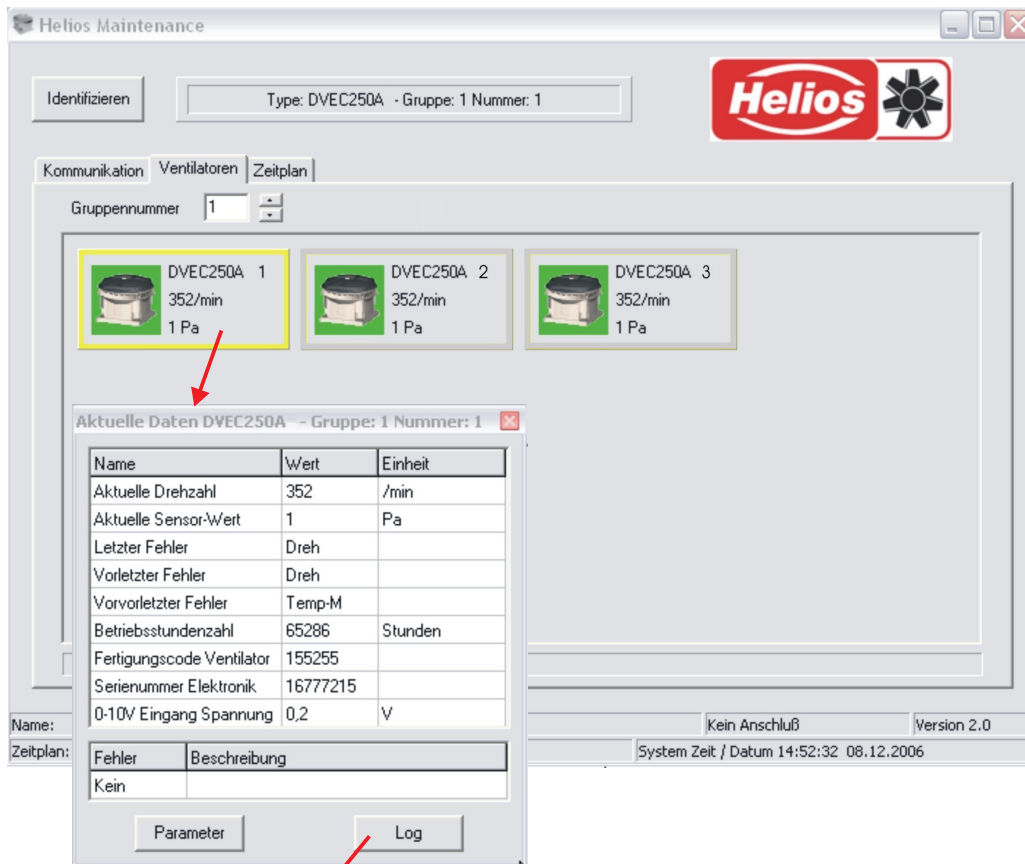 Helios Maintenance
Identifizieren
Type: DVEC250A - Gruppe: 1 Nummer: 1
Helios
Kommunikation Ventilatoren Zeitplan
Gruppennummer 1
DVEC250A 1
352/min
1 Pa
DVEC250A 2
352/min
1 Pa
DVEC250A 3
352/min
1 Pa
Aktuelle Daten DVEC250A - Gruppe: 1 Nummer: 1
Name Wert Einheit
Aktuelle Drehzahl 352 /min
Aktuelle Sensor-Wert 1 Pa
Letzter Fehler Dreh
Vorletzter Fehler Dreh
Vorvorletzter Fehler Temp-M
Betriebsstundenzahl 65286 Stunden
Fertigungscode Ventilator 155255
Serienummer Elektronik 16777215
0-10V Eingang Spannung 0,2 V
Fehler Beschreibung
Kein
Parameter Log
Name: Kein Anschluß Version 2.0
Zeitplan: System Zeit / Datum 14:52:32 08.12.2006